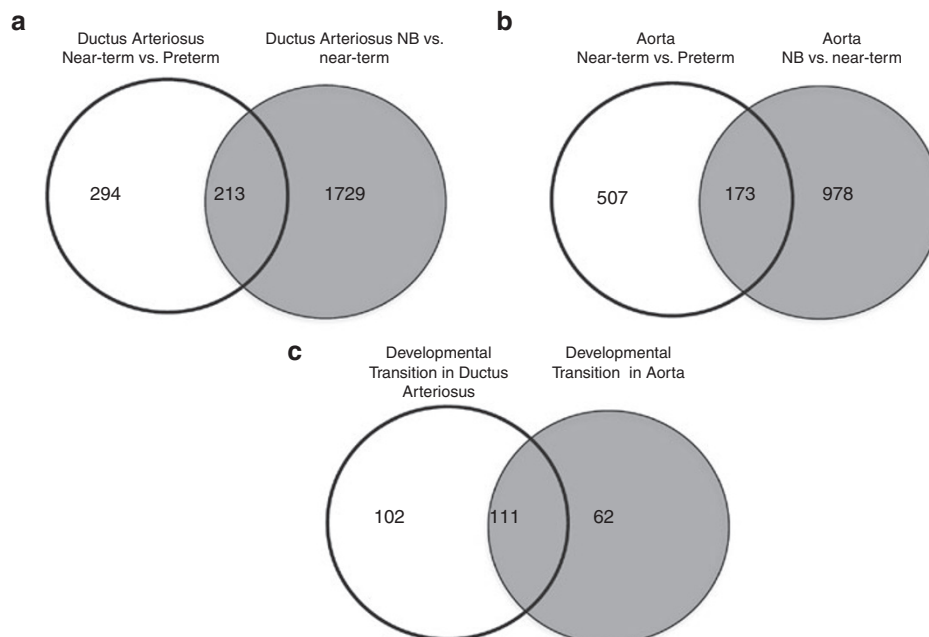 a
Ductus Arteriosus
Near-term vs. Preterm
Ductus Arteriosus NB vs.
near-term
294
213
1729
b
Aorta
Near-term vs. Preterm
Aorta
NB vs. near-term
507
173
978
c
Developmental
Transition in Ductus
Arteriosus
Developmental
Transition in Aorta
102
111
62